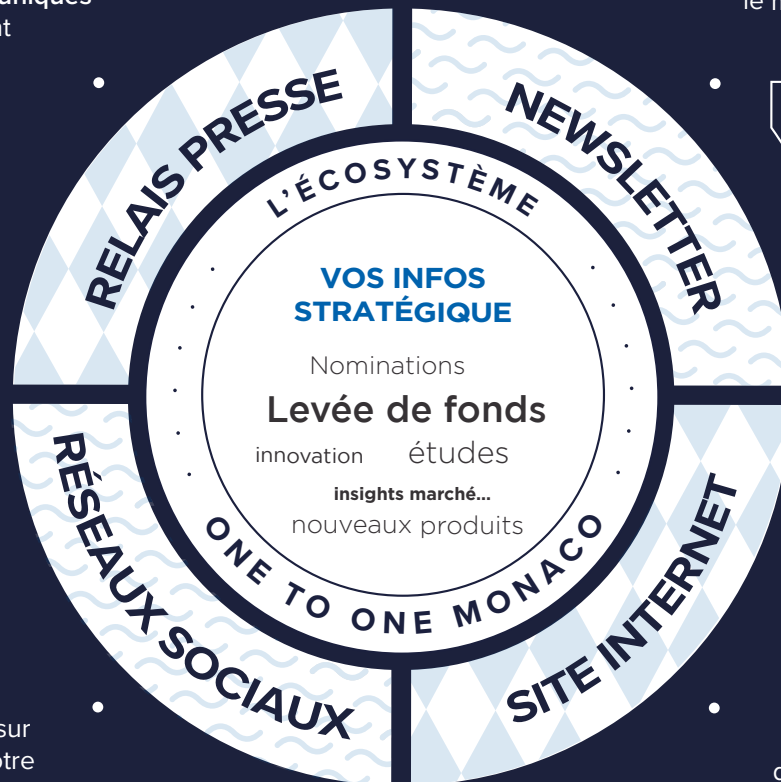 RELAIS PRESSE
NEWSLETTER
L'ÉCOSYSTÈME
VOS INFOS
STRATÉGIQUE
Nominations
Levée de fonds
innovation études
insights marché...
nouveaux produits
ONE TO ONE MONACO
RÉSEAUX SOCIAUX
SITE INTERNET
sur